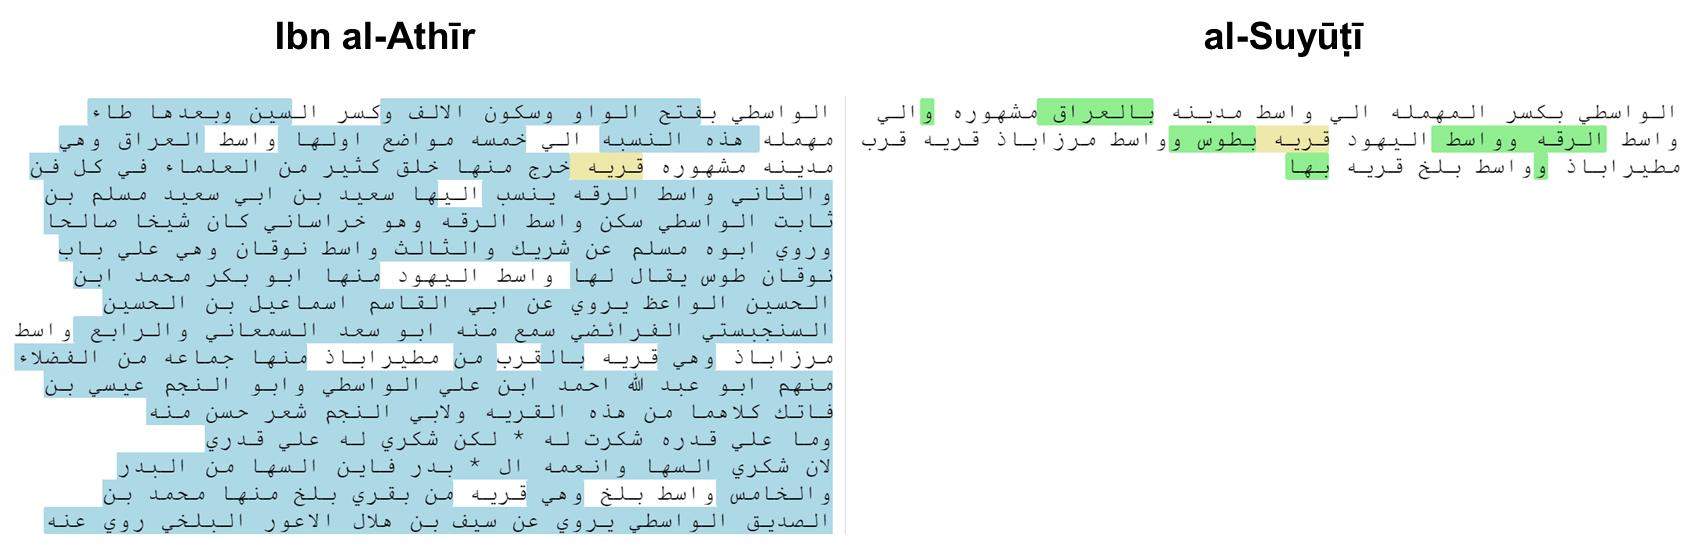 Ibn al-Athīr
الواسطي بفتح الواو وسكون الالف وكسر السين وبعدها طاء
مهمله هذه النسبه الي خمسه مواضع اولها واسط العراق وهي
مدينه مشهوره قريه خرج منها خلق كثير من العلماء في كل فن
والثاني واسط الرقه ينسب اليها سعيد بن ابي سعيد مسلم بن
ثابت الواسطي سكن واسط الرقه وهو خراساني كان شيخا صالحا
وروي ابوه مسلم عن شريك والثالث واسط نوقان وهي علي باب
نوقان طوس يقال لها واسط اليهود منها ابو بكر محمد ابن
الحسين الواعظ يروي عن ابي القاسم اسماعيل بن الحسين
السنجبستي الفرائضي سمع منه ابو سعد السمعاني والرابع واسط
مرزاباذ وهي قريه بالقرب من مطيراباذ منها جماعه من الفضلاء
منهم ابو عبد الله احمد ابن علي الواسطي وابو النجم عيسي بن
فاتك كلاهما من هذه القريه ولابي النجم شعر حسن منه
وما علي قدره شكرت له * لكن شكري له علي قدري
لان شكري السها وانعمه ال * بدر فاين السها من البدر
والخامس واسط بلخ وهي قريه من بقري بلخ منها محمد بن
الصديق الواسطي يروي عن سيف بن هلال الاعور البلخي روي عنه
al-Suyūṭī
الواسطي بكسر المهمله الي واسط مدينه بالعراق مشهوره والي
واسط الرقه وواسط اليهود قريه بطوس وواسط مرزاباذ قريه قرب
مطيراباذ وواسط بلخ قريه بها